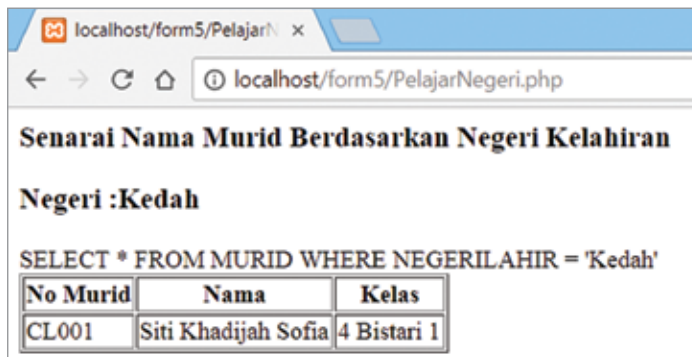 localhost/form5/PelajarN
localhost/form5/PelajarNegeri.php
Senarai Nama Murid Berdasarkan Negeri Kelahiran
Negeri :Kedah
SELECT * FROM MURID WHERE NEGERILAHIR = 'Kedah'
No Murid Nama Kelas
CL001 Siti Khadijah Sofia 4 Bistari 1